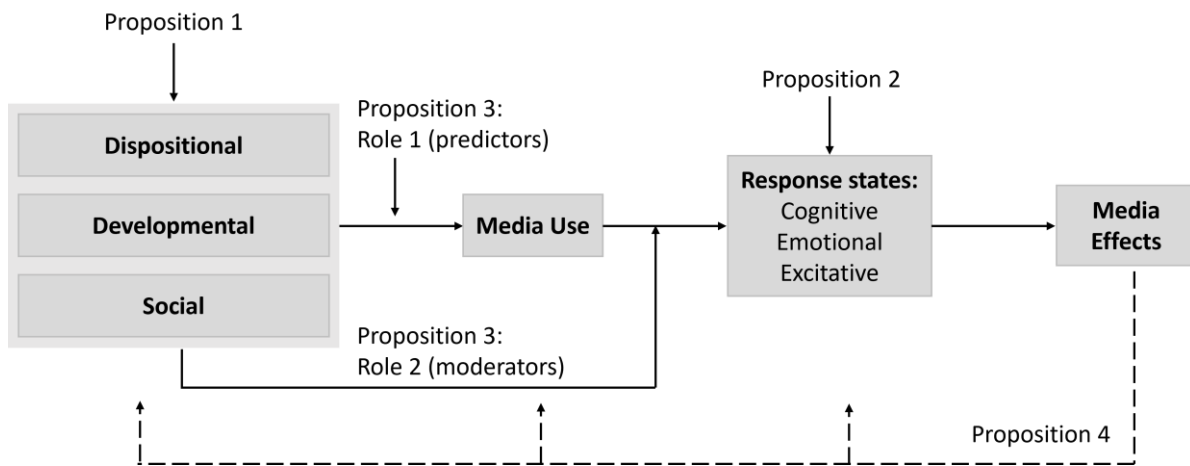 Proposition 1
Dispositional
Developmental
Social
Proposition 3:
Role 1 (predictors)
Media Use
Proposition 3:
Role 2 (moderators)
Proposition 2
Response states:
Cognitive
Emotional
Excitative
Media
Effects
Proposition 4